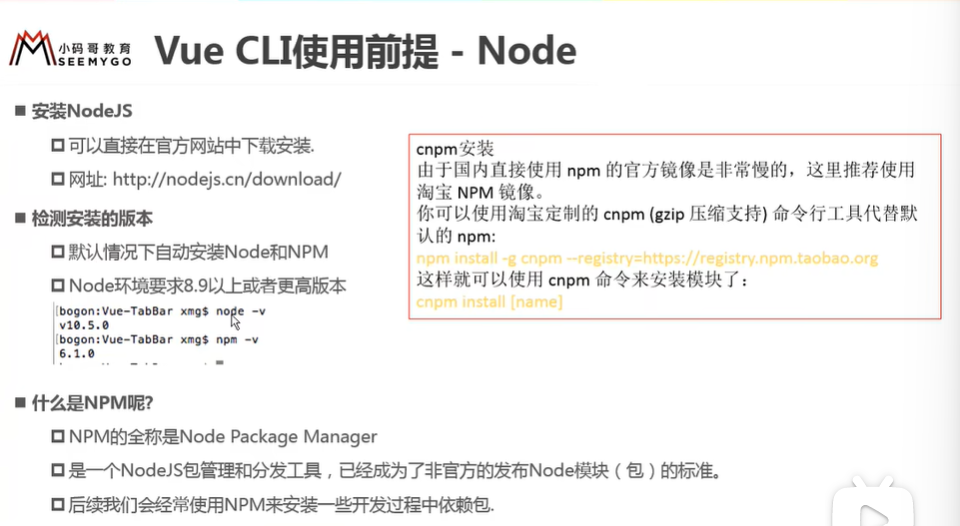 小码哥教育
SEEMYGO
Vue CLI使用前提 - Node
安装NodeJS
可以直接在官方网站中下载安装.
网址: http://nodejs.cn/download/
检测安装的版本
默认情况下自动安装Node和NPM
Node环境要求8.9以上或者更高版本
bogon:Vue-TabBar xmg$ node -v
v10.5.0
bogon:Vue-TabBar xmg$ npm -v
6.1.0
cnpm安装
由于国内直接使用 npm 的官方镜像是非常慢的，这里推荐使用
淘宝 NPM 镜像。
你可以使用淘宝定制的 cnpm (gzip 压缩支持) 命令行工具代替默
认的 npm:
npm install -g cnpm --registry=https://registry.npm.taobao.org
这样就可以使用 cnpm 命令来安装模块了：
cnpm install [name]
什么是NPM呢?
NPM的全称是Node Package Manager
是一个NodeJS包管理和分发工具，已经成为了非官方的发布Node模块（包）的标准。
后续我们会经常使用NPM来安装一些开发过程中依赖包.